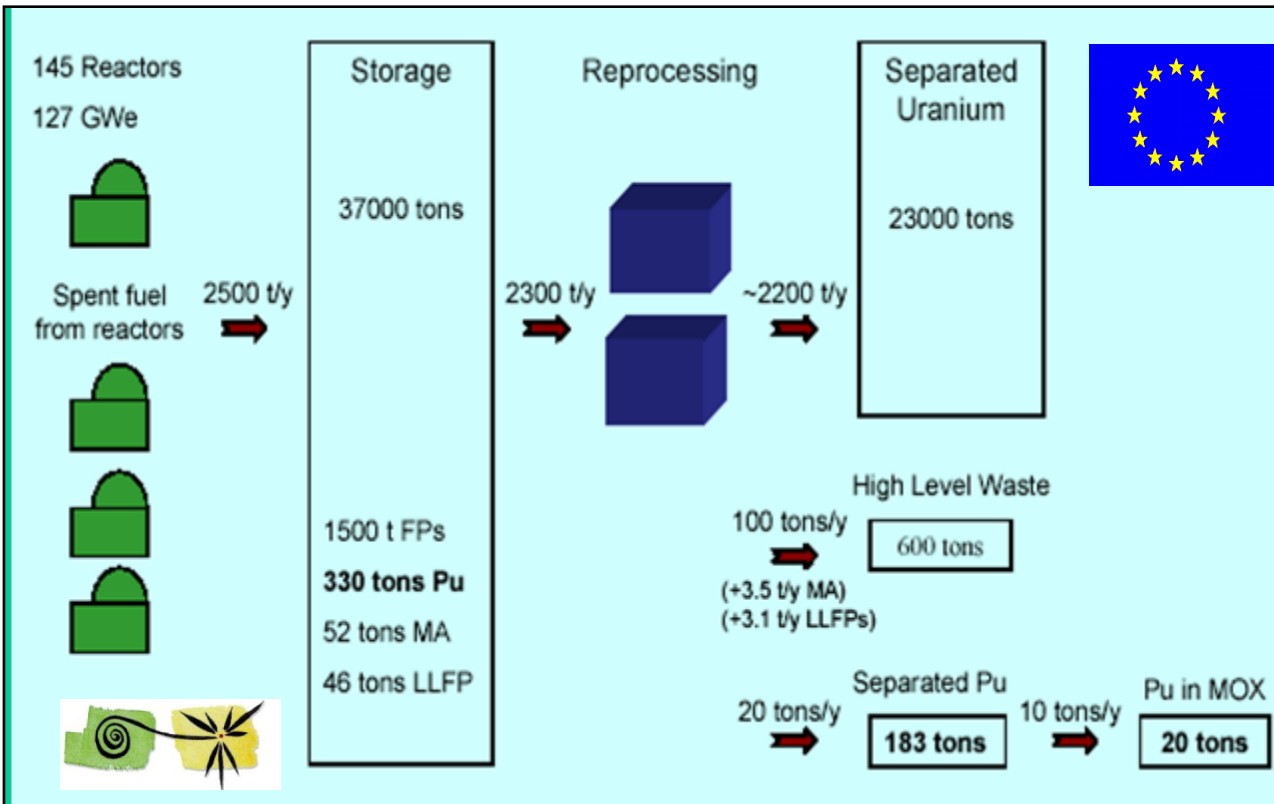 145 Reactors
127 GWe
Spent fuel
from reactors
2500 t/y
Storage
37000 tons
1500 t FPs
330 tons Pu
52 tons MA
46 tons LLFP
Reprocessing
2300 t/y
~2200 t/y
Separated
Uranium
23000 tons
High Level Waste
100 tons/y
600 tons
(+3.5 t/y MA)
(+3.1 t/y LLFPs)
Separated Pu
20 tons/y
183 tons
10 tons/y
Pu in MOX
20 tons